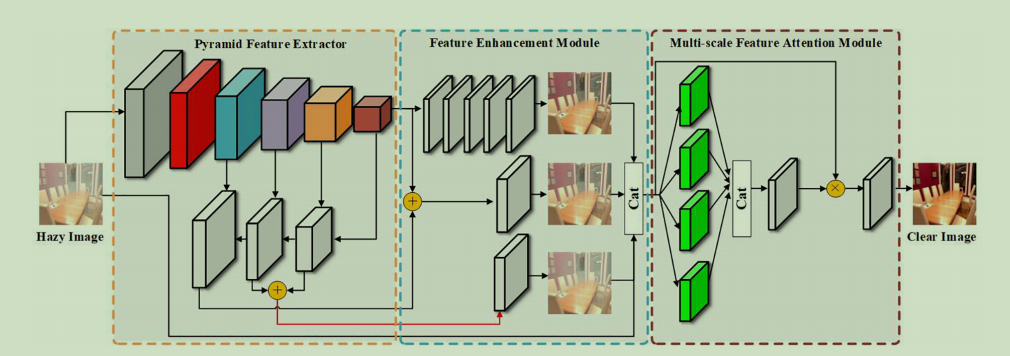 Pyramid Feature Extractor
Feature Enhancement Module
Multi-scale Feature Attention Module
Hazy Image
Cat
Cat
Clear Image